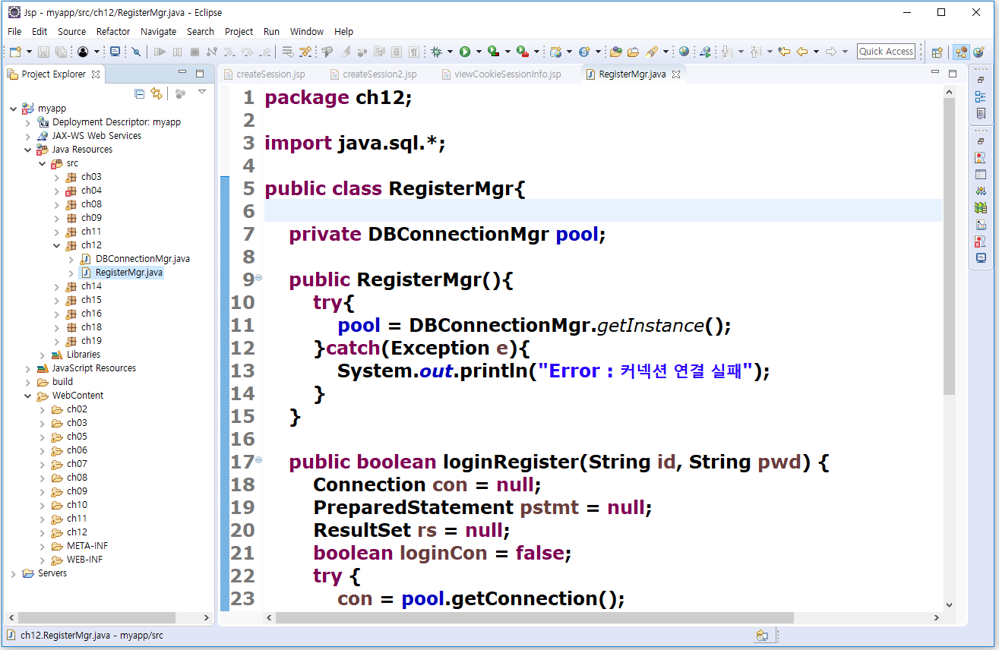 Jsp - myapp/src/ch12/RegisterMgr.java - Eclipse
File Edit Source Refactor Navigate Search Project Run Window Help
Quick Access
Project Explorer
createSession.jsp createSession2.jsp viewCookieSessionInfo.jsp RegisterMgr.java
myapp
Deployment Descriptor: myapp
JAX-WS Web Services
Java Resources
src
ch03
ch04
ch08
ch09
ch11
ch12
DBConnectionMgr.java
RegisterMgr.java
ch14
ch15
ch16
ch18
ch19
Libraries
JavaScript Resources
build
WebContent
ch02
ch03
ch05
ch06
ch07
ch08
ch09
ch10
ch11
ch12
META-INF
WEB-INF
Servers
1 package ch12;
2
3 import java.sql.*;
4
5 public class RegisterMgr{
6
7 private DBConnectionMgr pool;
8
9 public RegisterMgr(){
10 try{
11 pool = DBConnectionMgr.getInstance();
12 }catch(Exception e){
13 System.out.println("Error : 커넥션 연결 실패");
14 }
15 }
16
17 public boolean loginRegister(String id, String pwd) {
18 Connection con = null;
19 PreparedStatement pstmt = null;
20 ResultSet rs = null;
21 boolean loginCon = false;
22 try {
23 con = pool.getConnection();
ch12.RegisterMgr.java - myapp/src